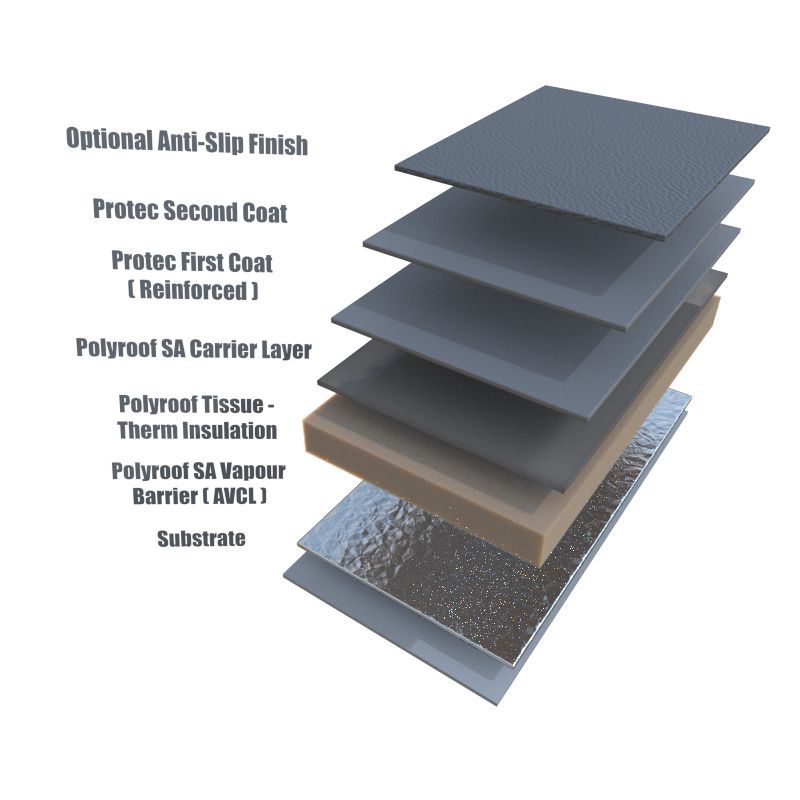 Optional Anti-Slip Finish
Protec Second Coat
Protec First Coat
( Reinforced )
Polyroof SA Carrier Layer
Polyroof Tissue -
Therm Insulation
Polyroof SA Vapour
Barrier ( AVCL )
Substrate